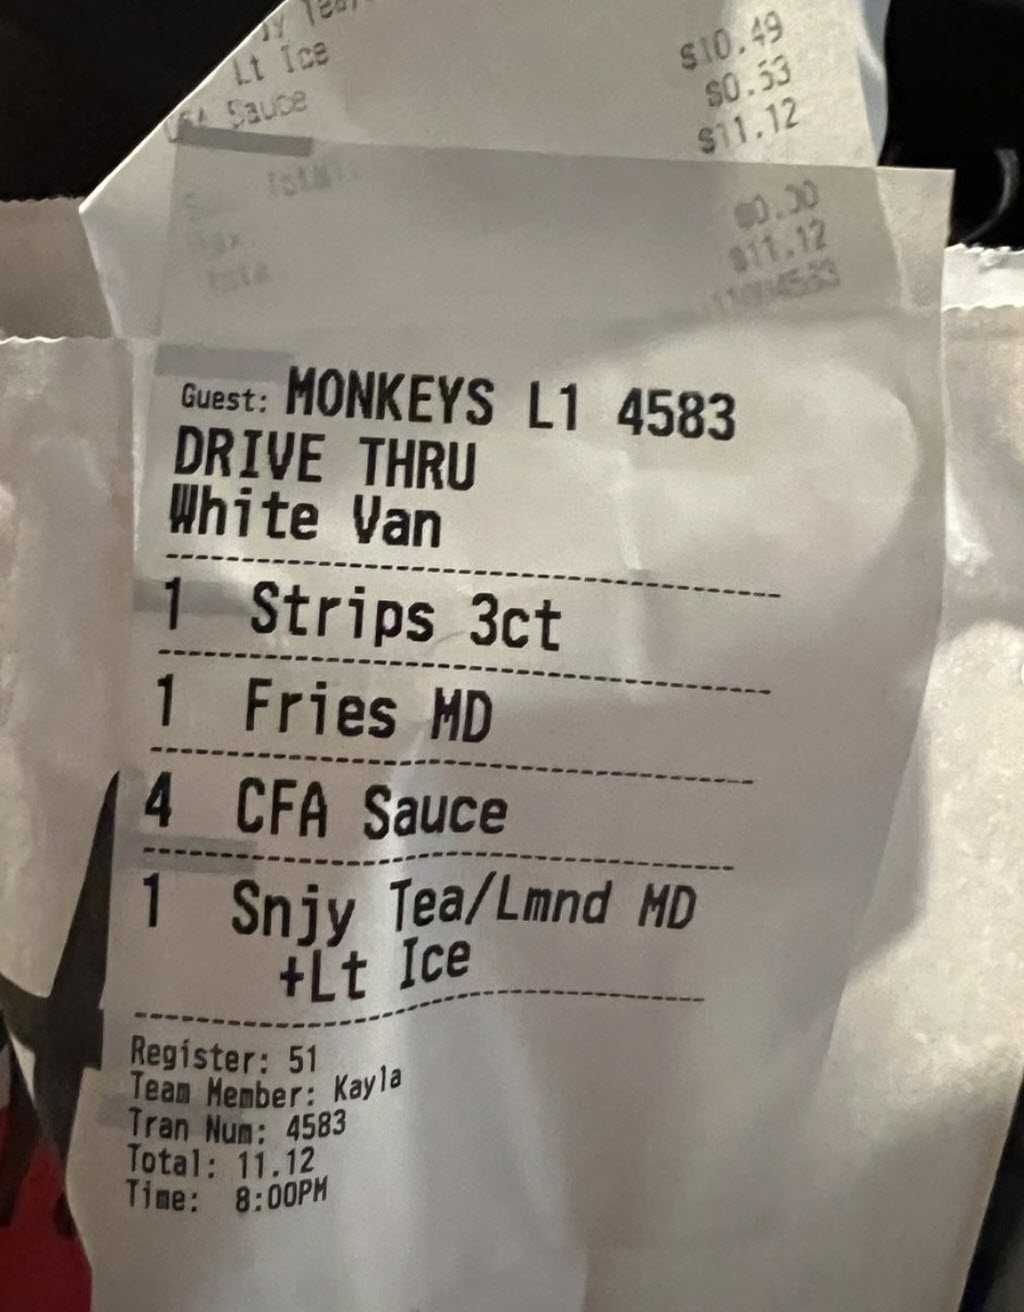 Lt Ice
Sauce
$10.49
$0.53
$11.12
$0.00
$11.12
Guest: MONKEYS L1 4583
DRIVE THRU
White Van
1 Strips 3ct
1 Fries MD
4 CFA Sauce
1 Snjy Tea/Lmnd MD
+Lt Ice
Register: 51
Team Member: Kayla
Tran Num: 4583
Total: 11.12
Time: 8:00PM